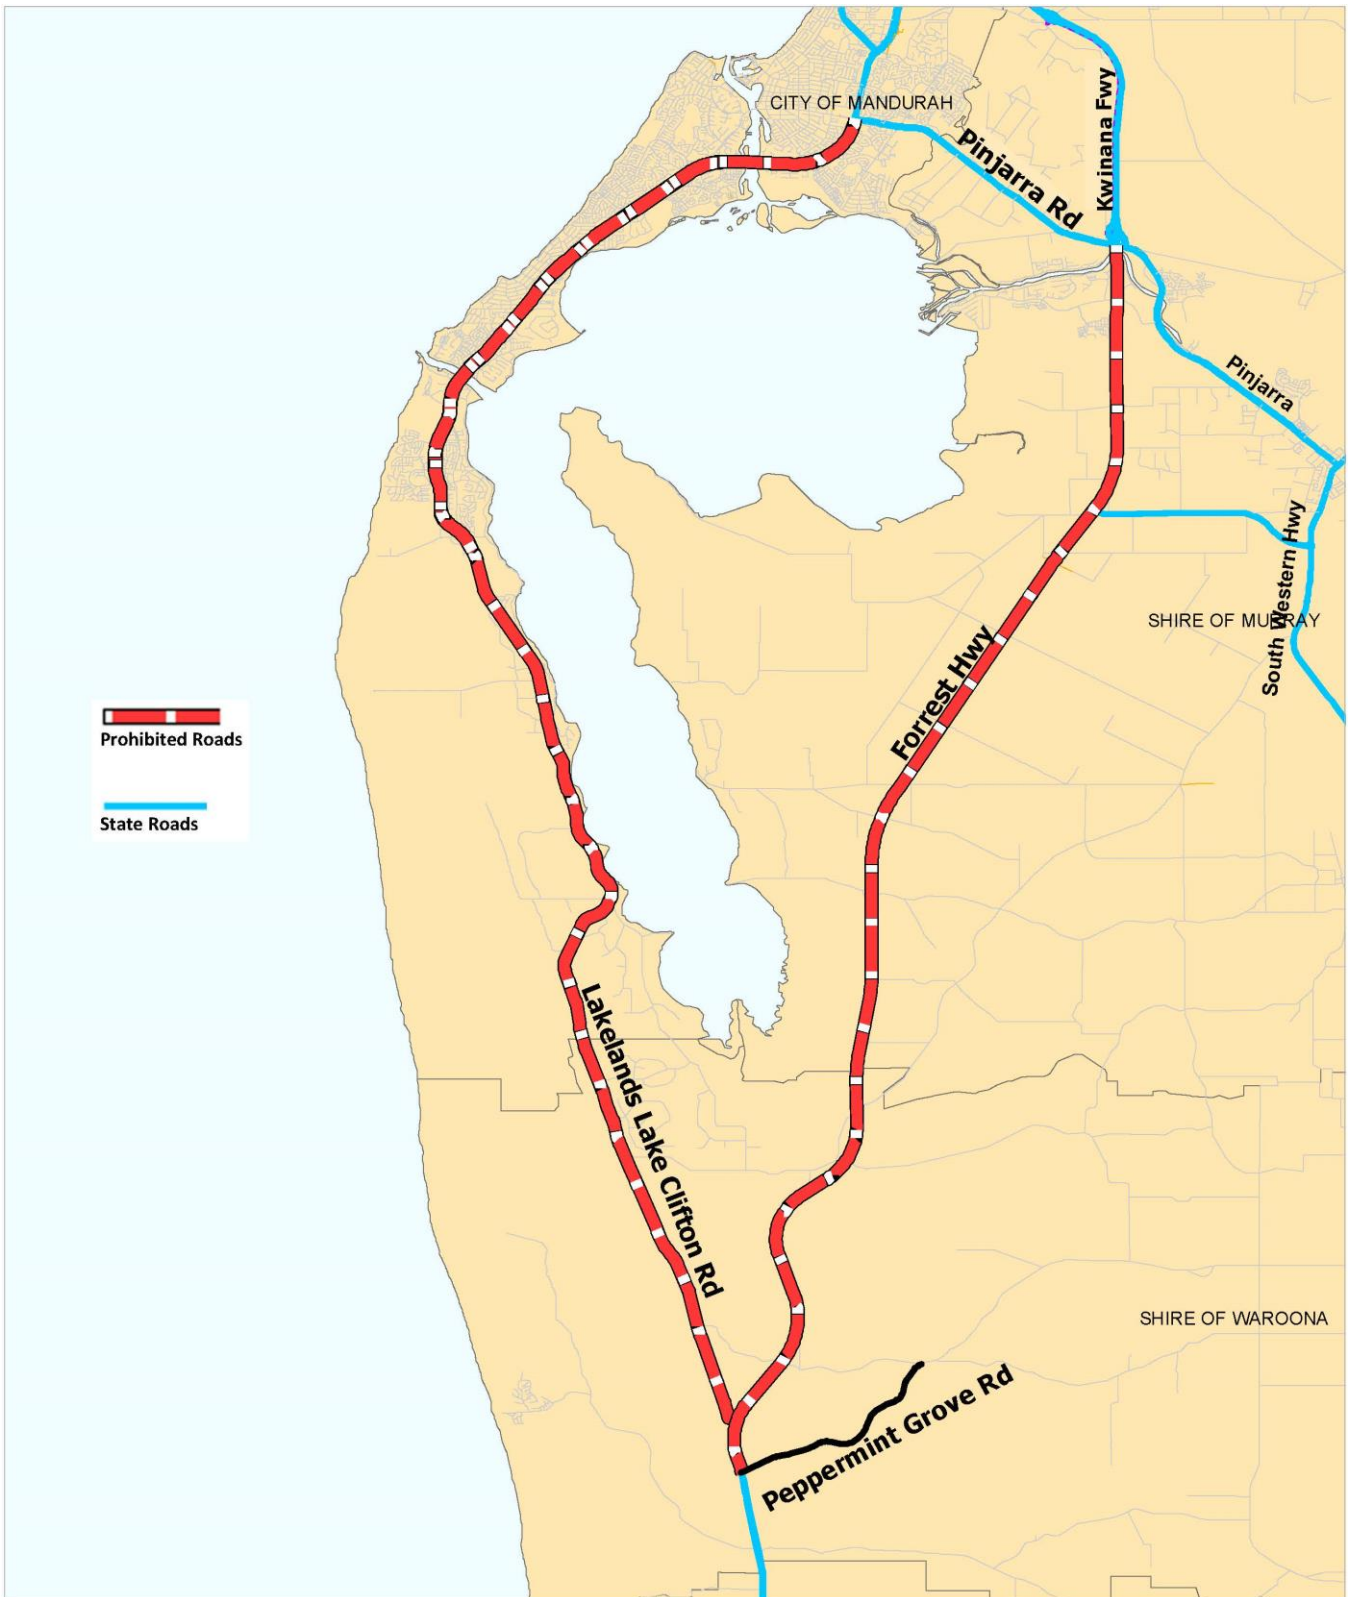 CITY OF MANDURAH
Kwinana Fwy
Pinjarra Rd
Pinjarra
South Western Hwy
SHIRE OF MURRAY
Forrest Hwy
Prohibited Roads
State Roads
Lakelands Lake Clifton Rd
SHIRE OF WAROONA
Peppermint Grove Rd